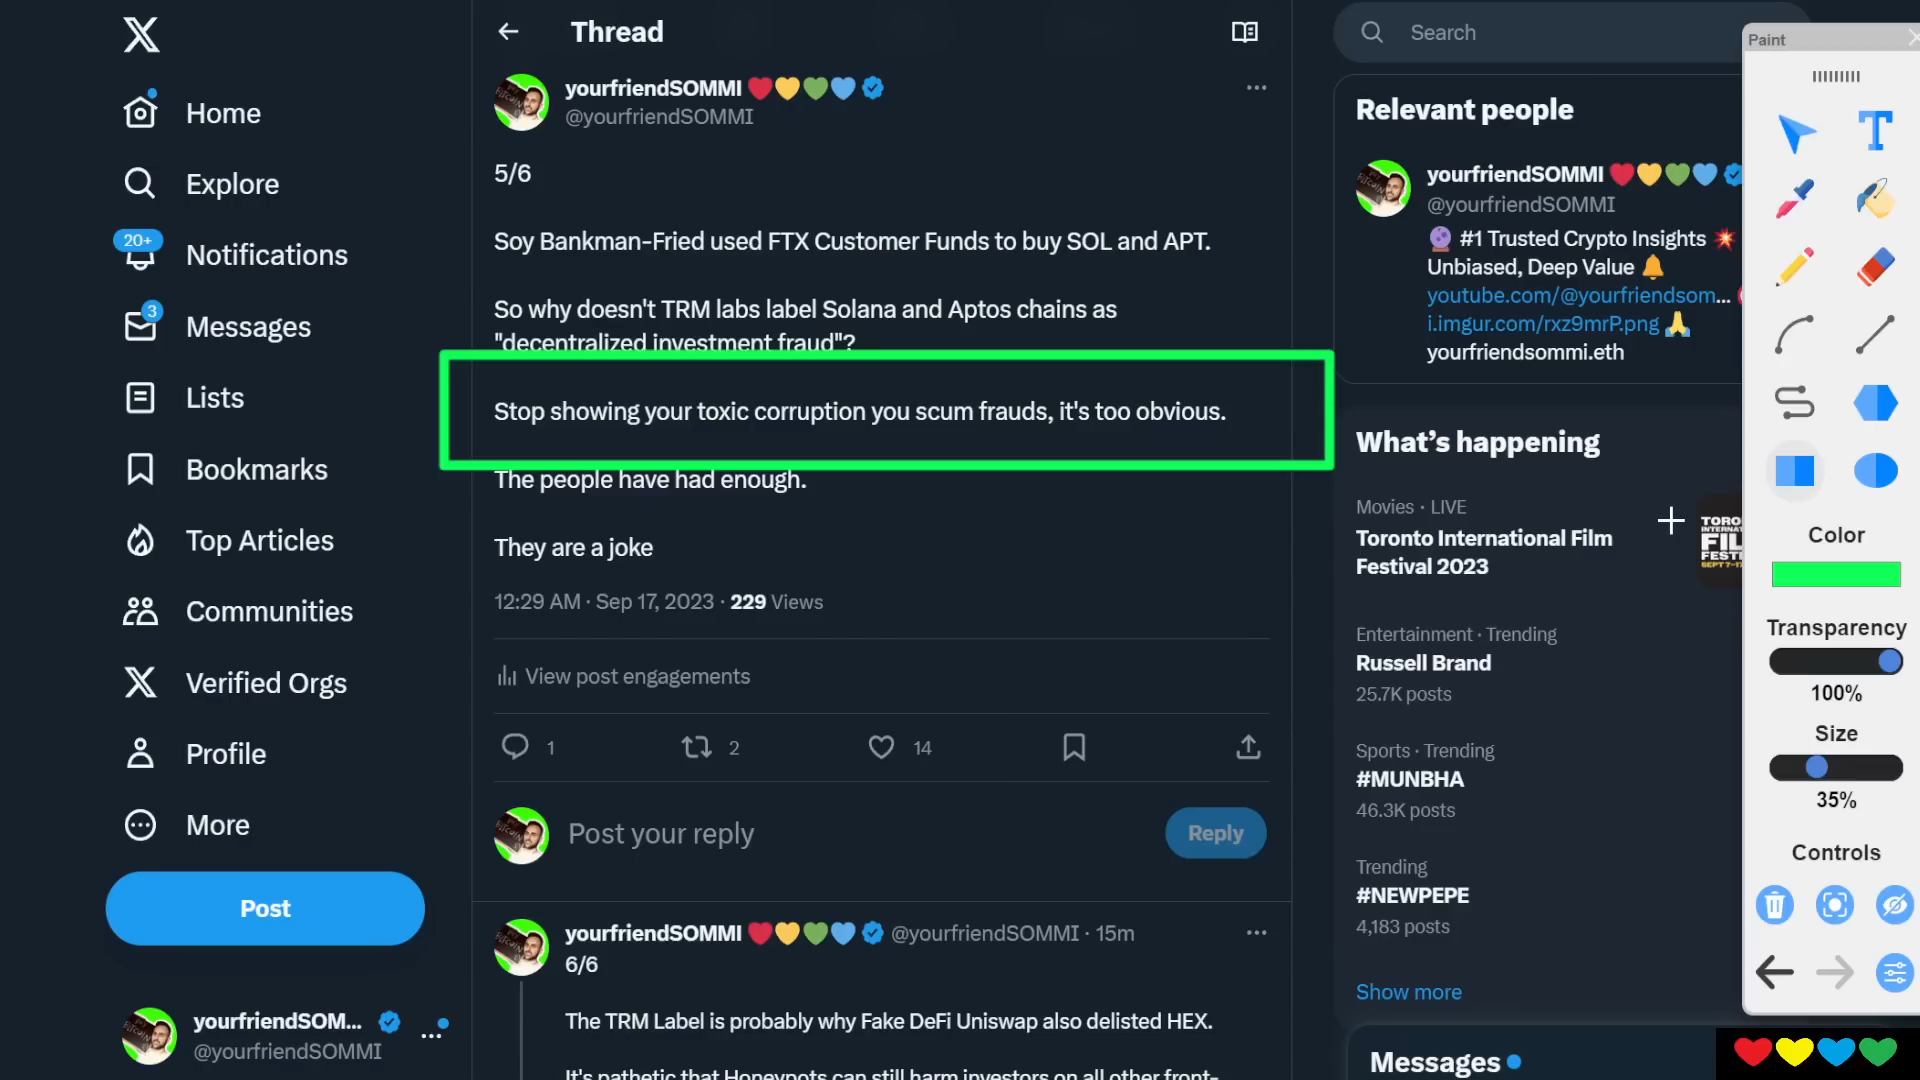 Home
Explore
20+
Notifications
3
Messages
Lists
Bookmarks
Top Articles
Communities
Verified Orgs
Profile
More
Post
yourfriendSOM...
@yourfriendSOMMI
Thread
yourfriendSOMMI
@yourfriendSOMMI
5/6
Soy Bankman-Fried used FTX Customer Funds to buy SOL and APT.
So why doesn't TRM labs label Solana and Aptos chains as
"decentralized investment fraud"?
Stop showing your toxic corruption you scum frauds, it's too obvious.
The people have had enough.
They are a joke
12:29 AM · Sep 17, 2023 · 229 Views
View post engagements
1
2
14
Post your reply
Reply
yourfriendSOMMI @yourfriendSOMMI · 15m
6/6
The TRM Label is probably why Fake DeFi Uniswap also delisted HEX.
It's pathetic that Honeypots can still harm investors on all other front-
Search
Relevant people
yourfriendSOMMI
@yourfriendSOMMI
#1 Trusted Crypto Insights
Unbiased, Deep Value
youtube.com/@yourfriendsom...
i.imgur.com/rxz9mrP.png
yourfriendsommi.eth
What's happening
Movies · LIVE
Toronto International Film
Festival 2023
Entertainment · Trending
Russell Brand
25.7K posts
Sports · Trending
#MUNBHA
46.3K posts
Trending
#NEWPEPE
4,183 posts
Show more
Messages
Paint
Color
Transparency
100%
Size
35%
Controls